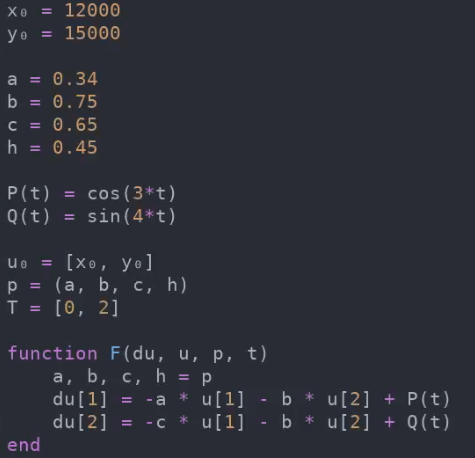 x₀ = 12000
y₀ = 15000
a = 0.34
b = 0.75
c = 0.65
h = 0.45
P(t) = cos(3*t)
Q(t) = sin(4*t)
u₀ = [x₀, y₀]
p = (a, b, c, h)
T = [0, 2]
function F(du, u, p, t)
    a, b, c, h = p
    du[1] = -a * u[1] - b * u[2] + P(t)
    du[2] = -c * u[1] - b * u[2] + Q(t)
end